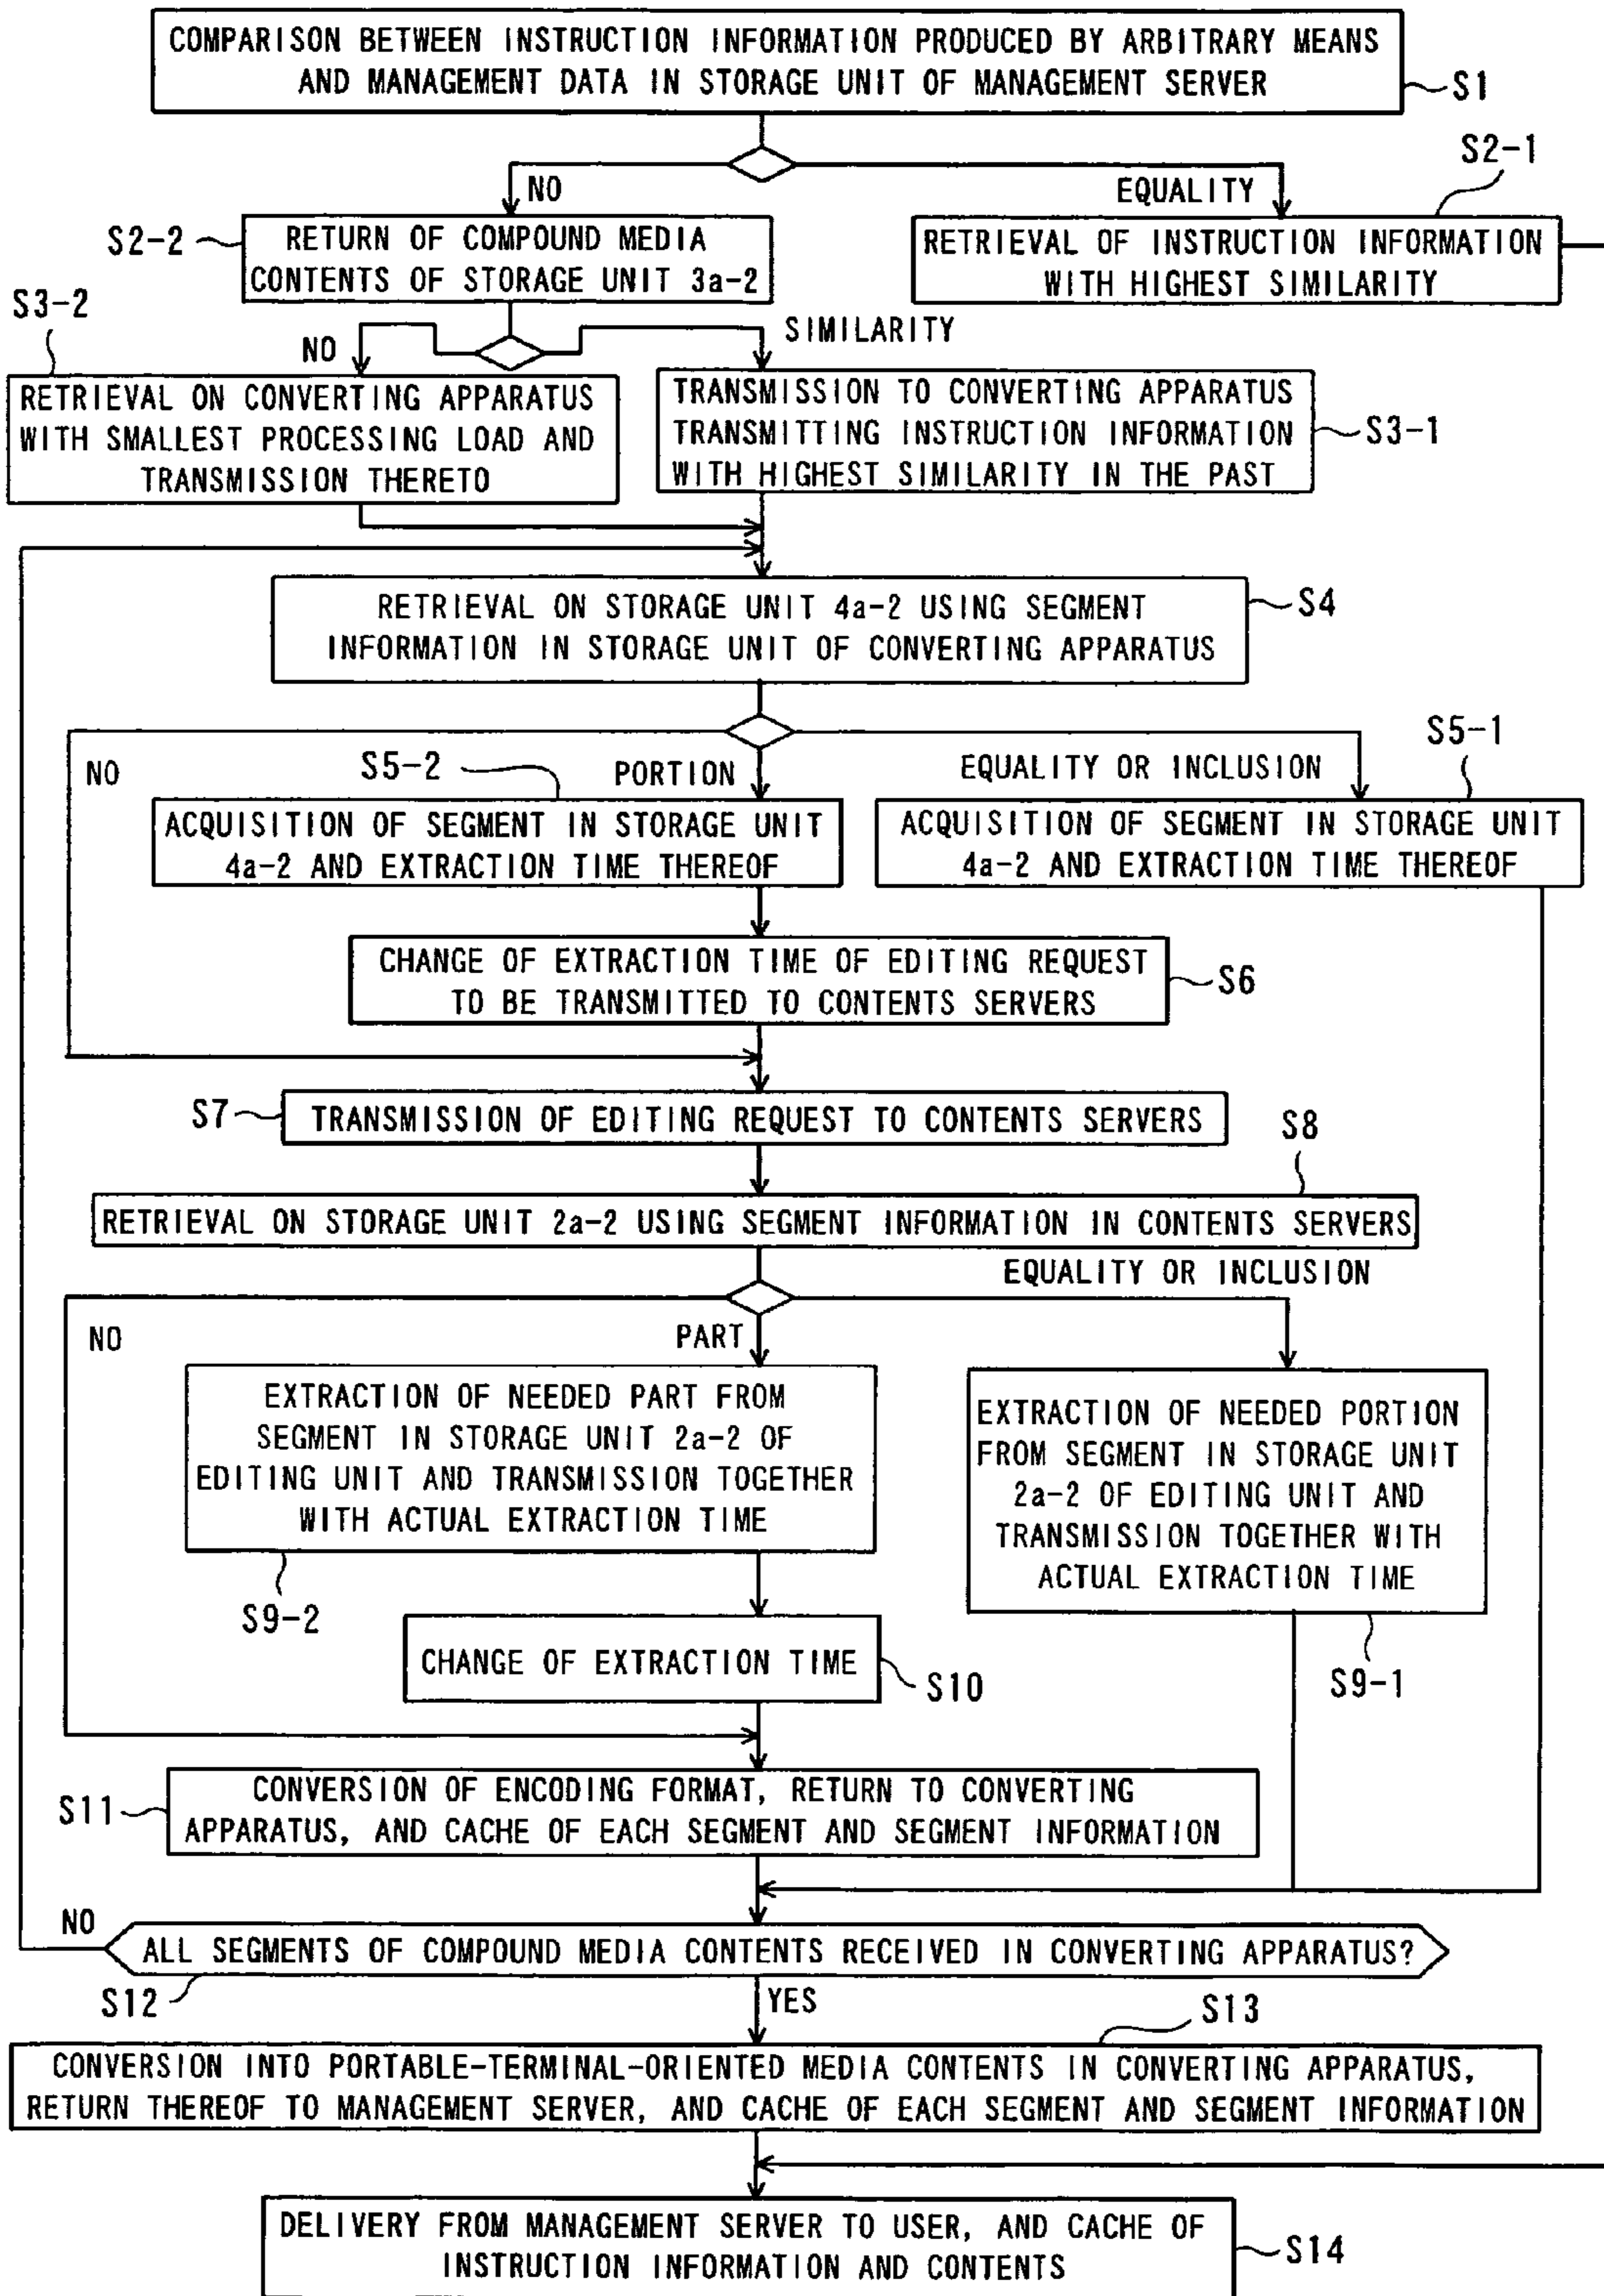 COMPARISON BETWEEN INSTRUCTION INFORMATION PRODUCED BY ARBITRARY MEANS
AND MANAGEMENT DATA IN STORAGE UNIT OF MANAGEMENT SERVER
S1
NO
EQUALITY
S2-1
S2-2
RETURN OF COMPOUND MEDIA
CONTENTS OF STORAGE UNIT 3a-2
RETRIEVAL OF INSTRUCTION INFORMATION
WITH HIGHEST SIMILARITY
S3-2
NO
SIMILARITY
RETRIEVAL ON CONVERTING APPARATUS
WITH SMALLEST PROCESSING LOAD AND
TRANSMISSION THERETO
TRANSMISSION TO CONVERTING APPARATUS
TRANSMITTING INSTRUCTION INFORMATION
WITH HIGHEST SIMILARITY IN THE PAST
S3-1
RETRIEVAL ON STORAGE UNIT 4a-2 USING SEGMENT
INFORMATION IN STORAGE UNIT OF CONVERTING APPARATUS
S4
NO
S5-2
PORTION
EQUALITY OR INCLUSION
S5-1
ACQUISITION OF SEGMENT IN STORAGE UNIT
4a-2 AND EXTRACTION TIME THEREOF
ACQUISITION OF SEGMENT IN STORAGE UNIT
4a-2 AND EXTRACTION TIME THEREOF
CHANGE OF EXTRACTION TIME OF EDITING REQUEST
TO BE TRANSMITTED TO CONTENTS SERVERS
S6
S7
TRANSMISSION OF EDITING REQUEST TO CONTENTS SERVERS
S8
RETRIEVAL ON STORAGE UNIT 2a-2 USING SEGMENT INFORMATION IN CONTENTS SERVERS
EQUALITY OR INCLUSION
NO
PART
EXTRACTION OF NEEDED PART FROM
SEGMENT IN STORAGE UNIT 2a-2 OF
EDITING UNIT AND TRANSMISSION TOGETHER
WITH ACTUAL EXTRACTION TIME
S9-2
EXTRACTION OF NEEDED PORTION
FROM SEGMENT IN STORAGE UNIT
2a-2 OF EDITING UNIT AND
TRANSMISSION TOGETHER WITH
ACTUAL EXTRACTION TIME
S9-1
CHANGE OF EXTRACTION TIME
S10
S11
CONVERSION OF ENCODING FORMAT, RETURN TO CONVERTING
APPARATUS, AND CACHE OF EACH SEGMENT AND SEGMENT INFORMATION
NO
ALL SEGMENTS OF COMPOUND MEDIA CONTENTS RECEIVED IN CONVERTING APPARATUS?
S12
YES
S13
CONVERSION INTO PORTABLE-TERMINAL-ORIENTED MEDIA CONTENTS IN CONVERTING APPARATUS,
RETURN THEREOF TO MANAGEMENT SERVER, AND CACHE OF EACH SEGMENT AND SEGMENT INFORMATION
DELIVERY FROM MANAGEMENT SERVER TO USER, AND CACHE OF
INSTRUCTION INFORMATION AND CONTENTS
S14